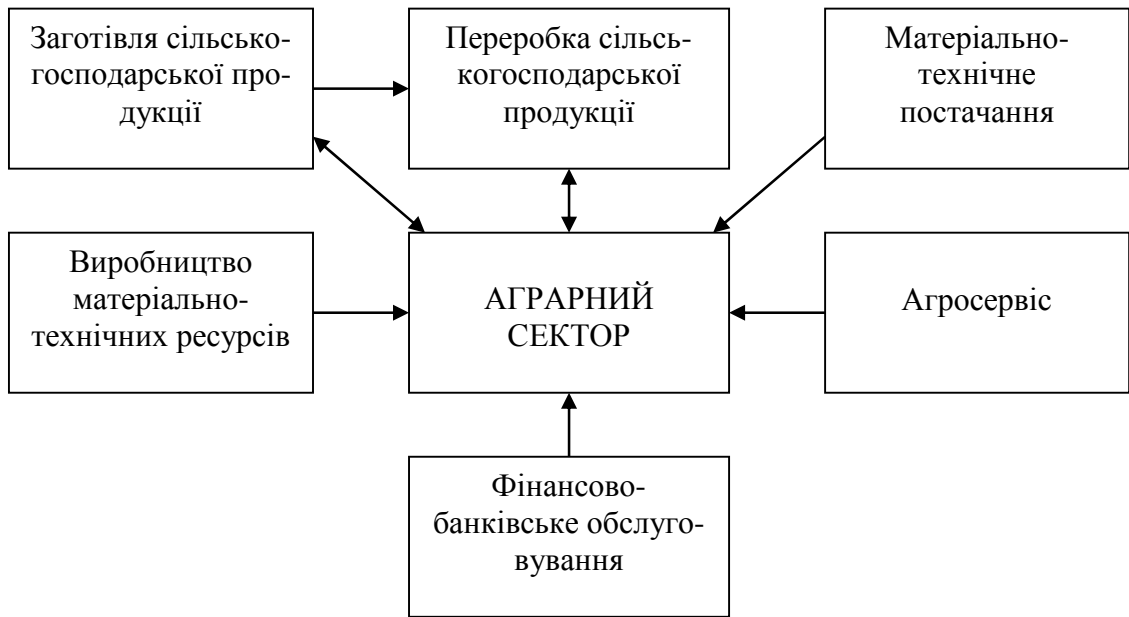 Заготівля сільсько-
господарської про-
дукції
Переробка сільсь-
когосподарської
продукції
Матеріально-
технічне
постачання
Виробництво
матеріально-
технічних ресурсів
АГРАРНИЙ
СЕКТОР
Агросервіс
Фінансово-
банківське обслуго-
вування